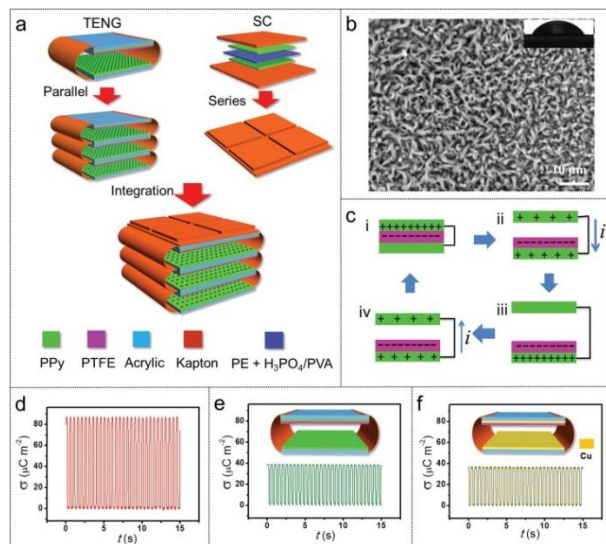 a
TENG
SC
Parallel
Series
Integration
PPy
PTFE
Acrylic
Kapton
PE + H₃PO₄/PVA
b
10 μm
c
i
ii
i
iii
iv
i
d
σ (μC m⁻²)
80
60
40
20
0
0
5
10
15
t (s)
e
σ (μC m⁻²)
80
60
40
20
0
0
5
10
15
t (s)
f
Cu
σ (μC m⁻²)
80
60
40
20
0
0
5
10
15
t (s)